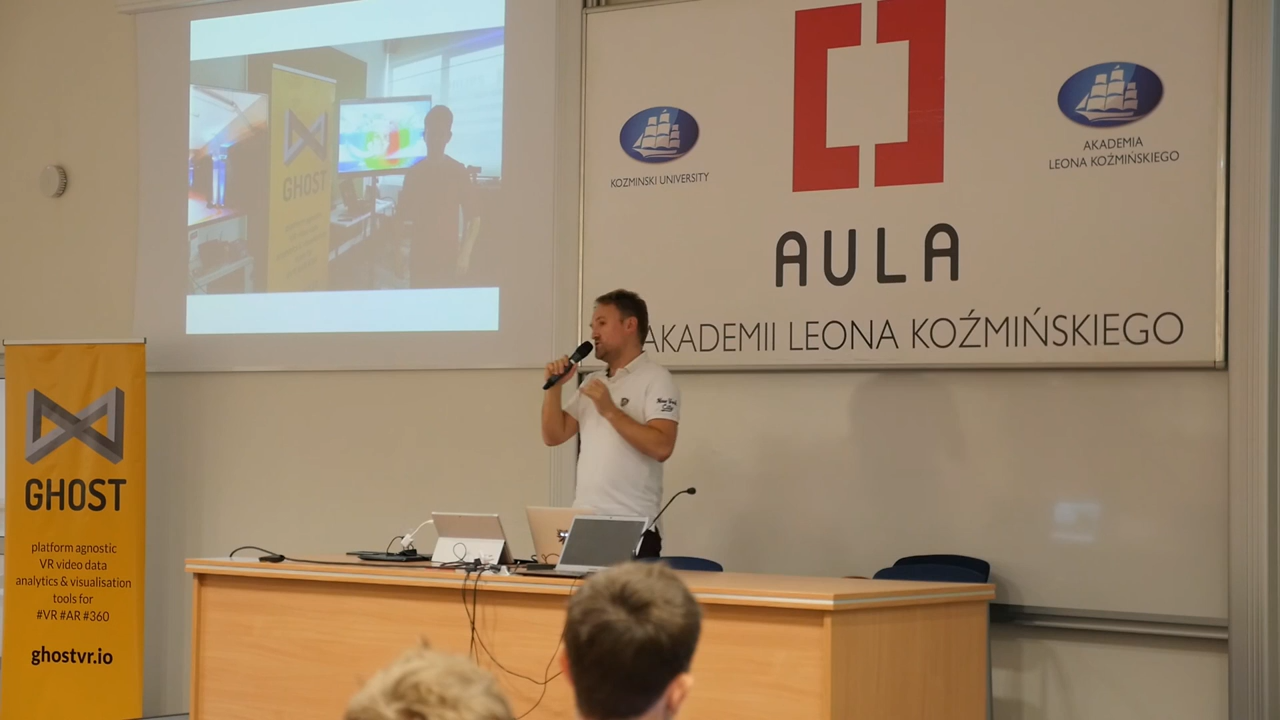 GHOST
KOZMINSKI UNIVERSITY
AKADEMIA
LEONA KOŹMIŃSKIEGO
AULA
AKADEMII LEONA KOŹMIŃSKIEGO
GHOST
platform agnostic
VR video data
analytics & visualisation
tools for
#VR #AR #360
ghostvr.io